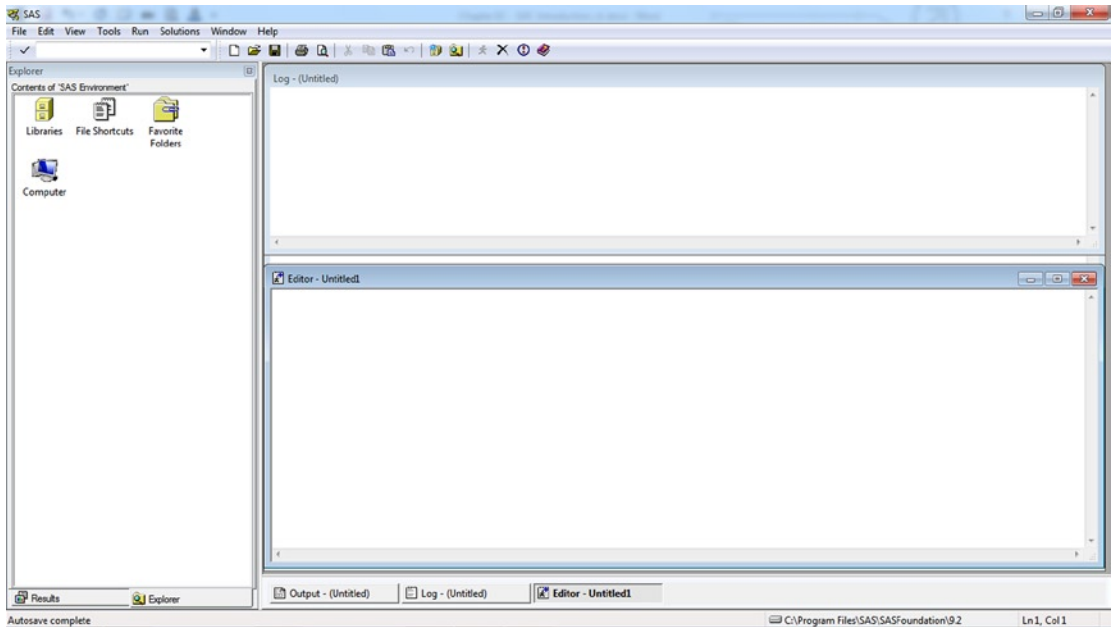 SAS
File Edit View Tools Run Solutions Window Help
Explorer
Contents of 'SAS Environment'
Libraries File Shortcuts Favorite Folders
Computer
Log - (Untitled)
Editor - Untitled1
Results Explorer
Output - (Untitled) Log - (Untitled) Editor - Untitled1
Autosave complete C:\Program Files\SAS\SASFoundation\9.2 Ln 1, Col 1